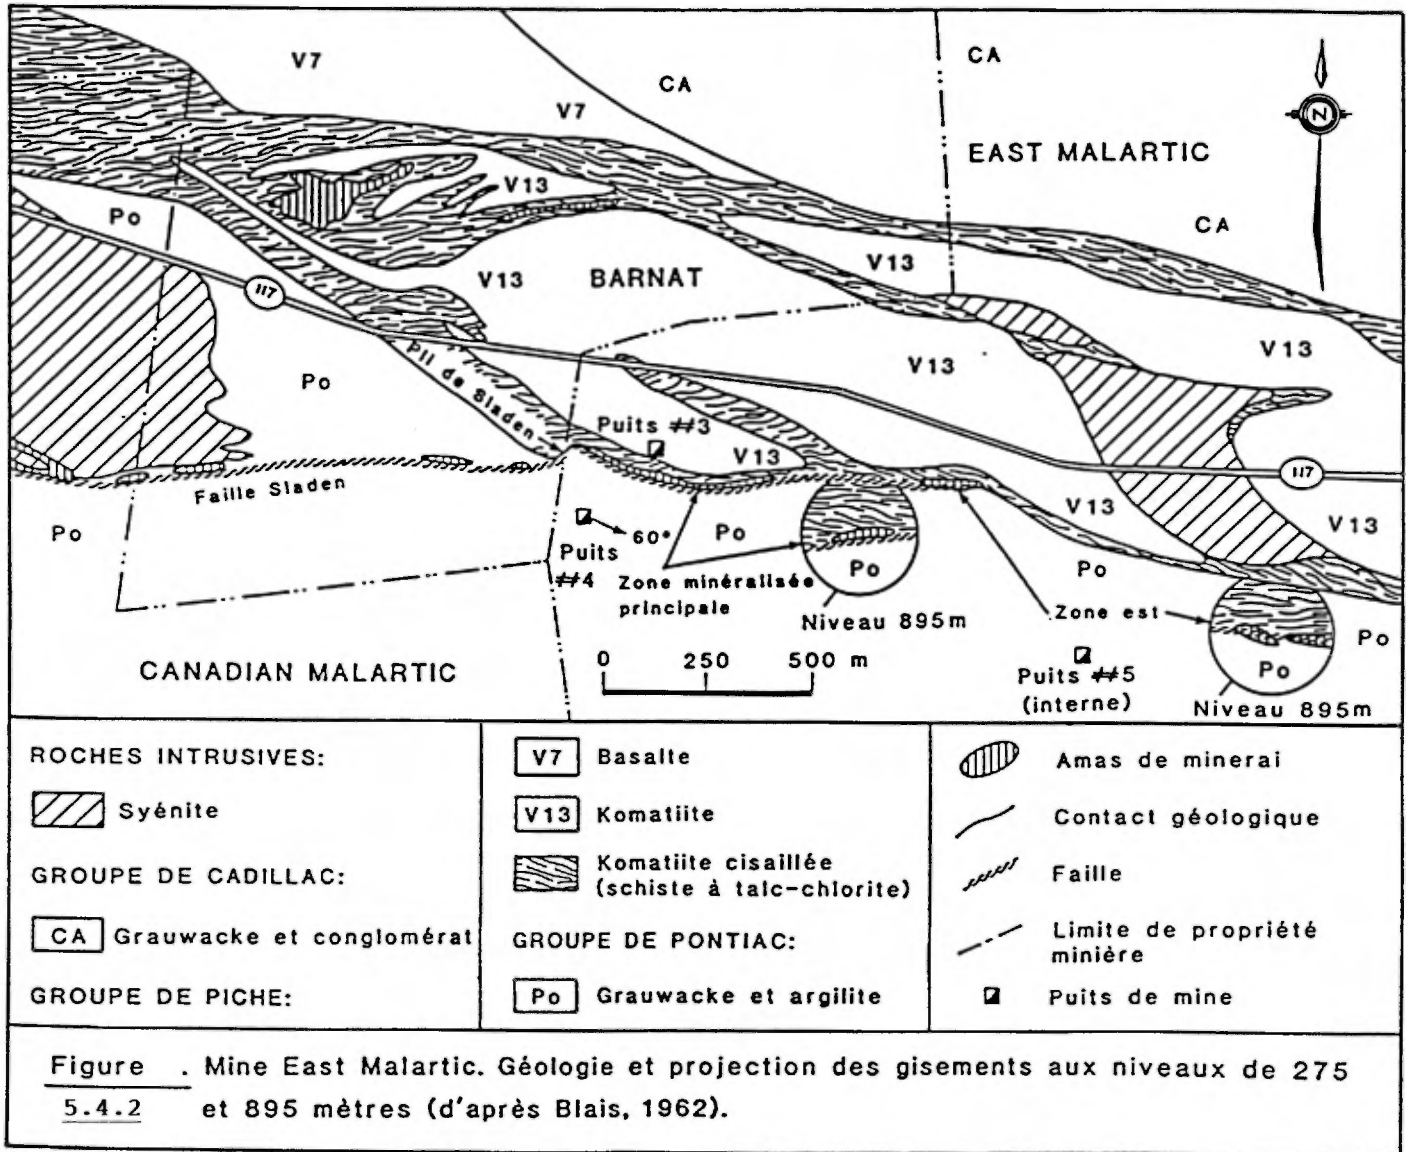 V7
CA
CA
V7
N
EAST MALARTIC
V13
CA
Po
V13
V13
BARNAT
117
V13
V13
Po
Pli de Sladen
Puits #3
V13
117
Faille Sladen
V13
V13
Po
60°
Po
Puits
#4
Zone minéralisée
principale
Po
Po
Niveau 895m
Zone est
Po
CANADIAN MALARTIC
0 250 500 m
Puits #5
(interne)
Po
Niveau 895m
ROCHES INTRUSIVES:
Syénite
GROUPE DE CADILLAC:
CA Grauwacke et conglomérat
GROUPE DE PICHE:
V7 Basalte
V13 Komatiite
Komatiite cisaillée
(schiste à talc-chlorite)
GROUPE DE PONTIAC:
Po Grauwacke et argilite
Amas de minerai
Contact géologique
Faille
Limite de propriété
minière
Puits de mine
Figure . Mine East Malartic. Géologie et projection des gisements aux niveaux de 275
5.4.2 et 895 mètres (d'après Blais, 1962).